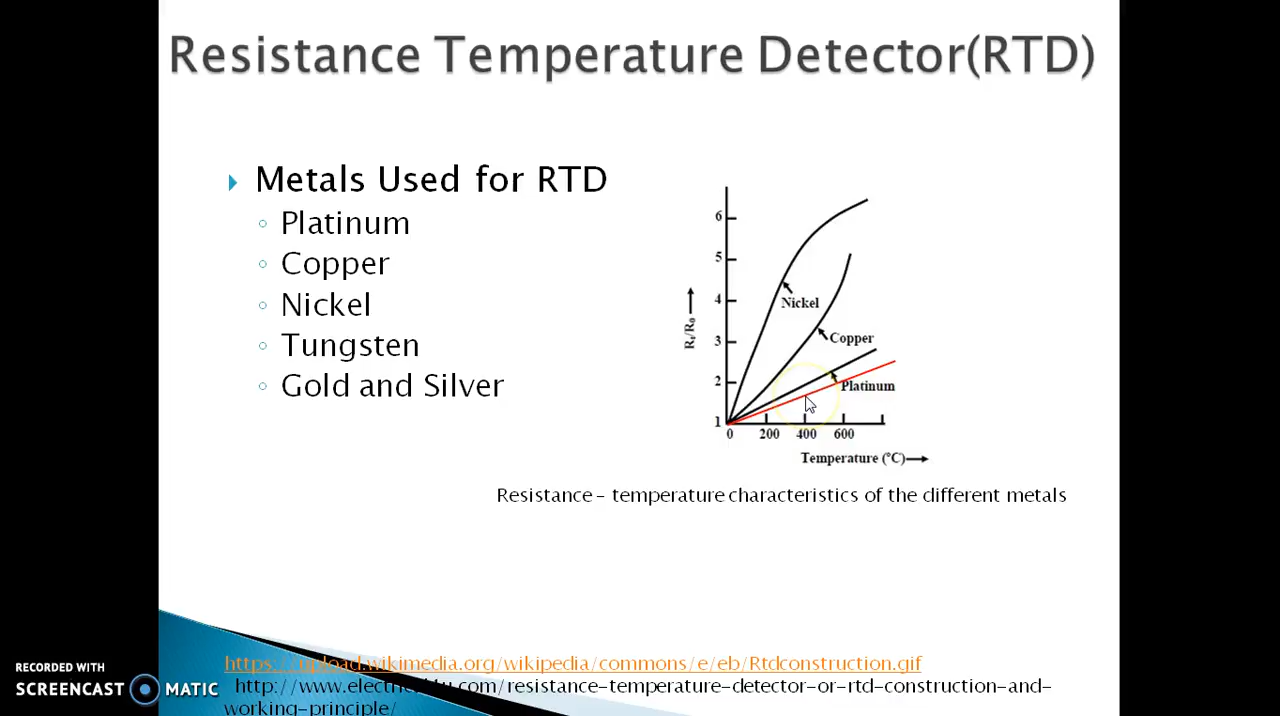 Resistance Temperature Detector(RTD)
Metals Used for RTD
Platinum
Copper
Nickel
Tungsten
Gold and Silver
6
5
4
3
2
1
Rt/R0
Nickel
Copper
Platinum
0 200 400 600
Temperature (°C)
Resistance – temperature characteristics of the different metals
https://upload.wikimedia.org/wikipedia/commons/e/eb/Rtdconstruction.gif
http://www.electrical4u.com/resistance-temperature-detector-or-rtd-construction-and-
working-principle/
RECORDED WITH
SCREENCAST MATIC